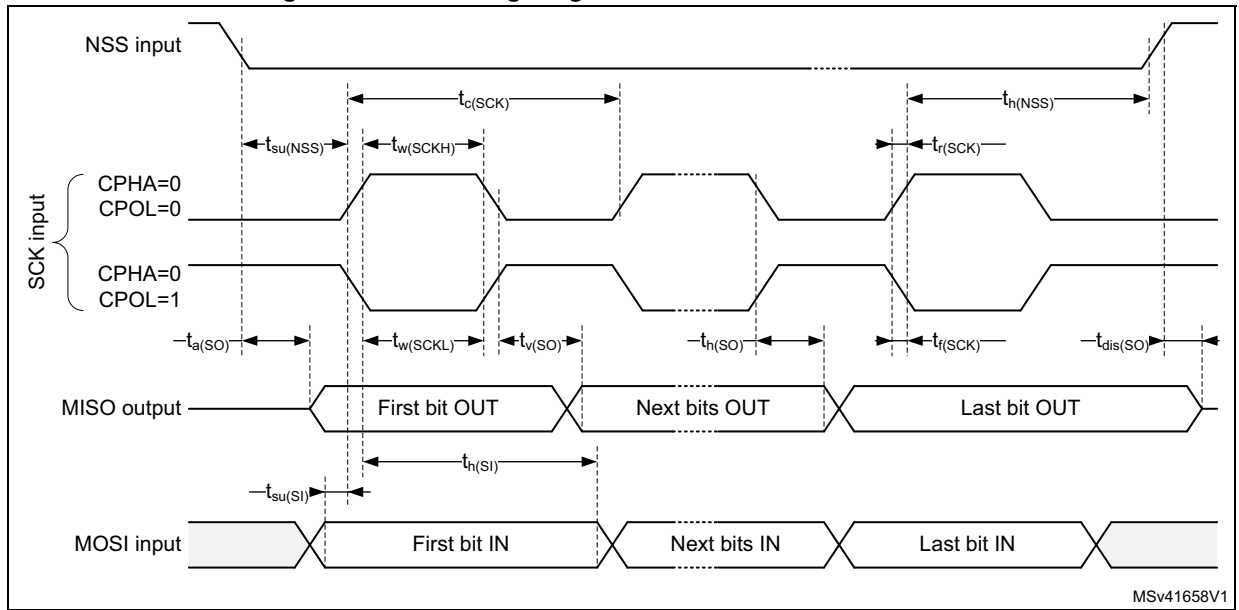 NSS input
tc(SCK)
th(NSS)
tsu(NSS)
tw(SCKH)
tr(SCK)
SCK input
CPHA=0
CPOL=0
CPHA=0
CPOL=1
ta(SO)
tw(SCKL)
tv(SO)
th(SO)
tf(SCK)
tdis(SO)
MISO output
First bit OUT
Next bits OUT
Last bit OUT
th(SI)
tsu(SI)
MOSI input
First bit IN
Next bits IN
Last bit IN
MSv41658V1